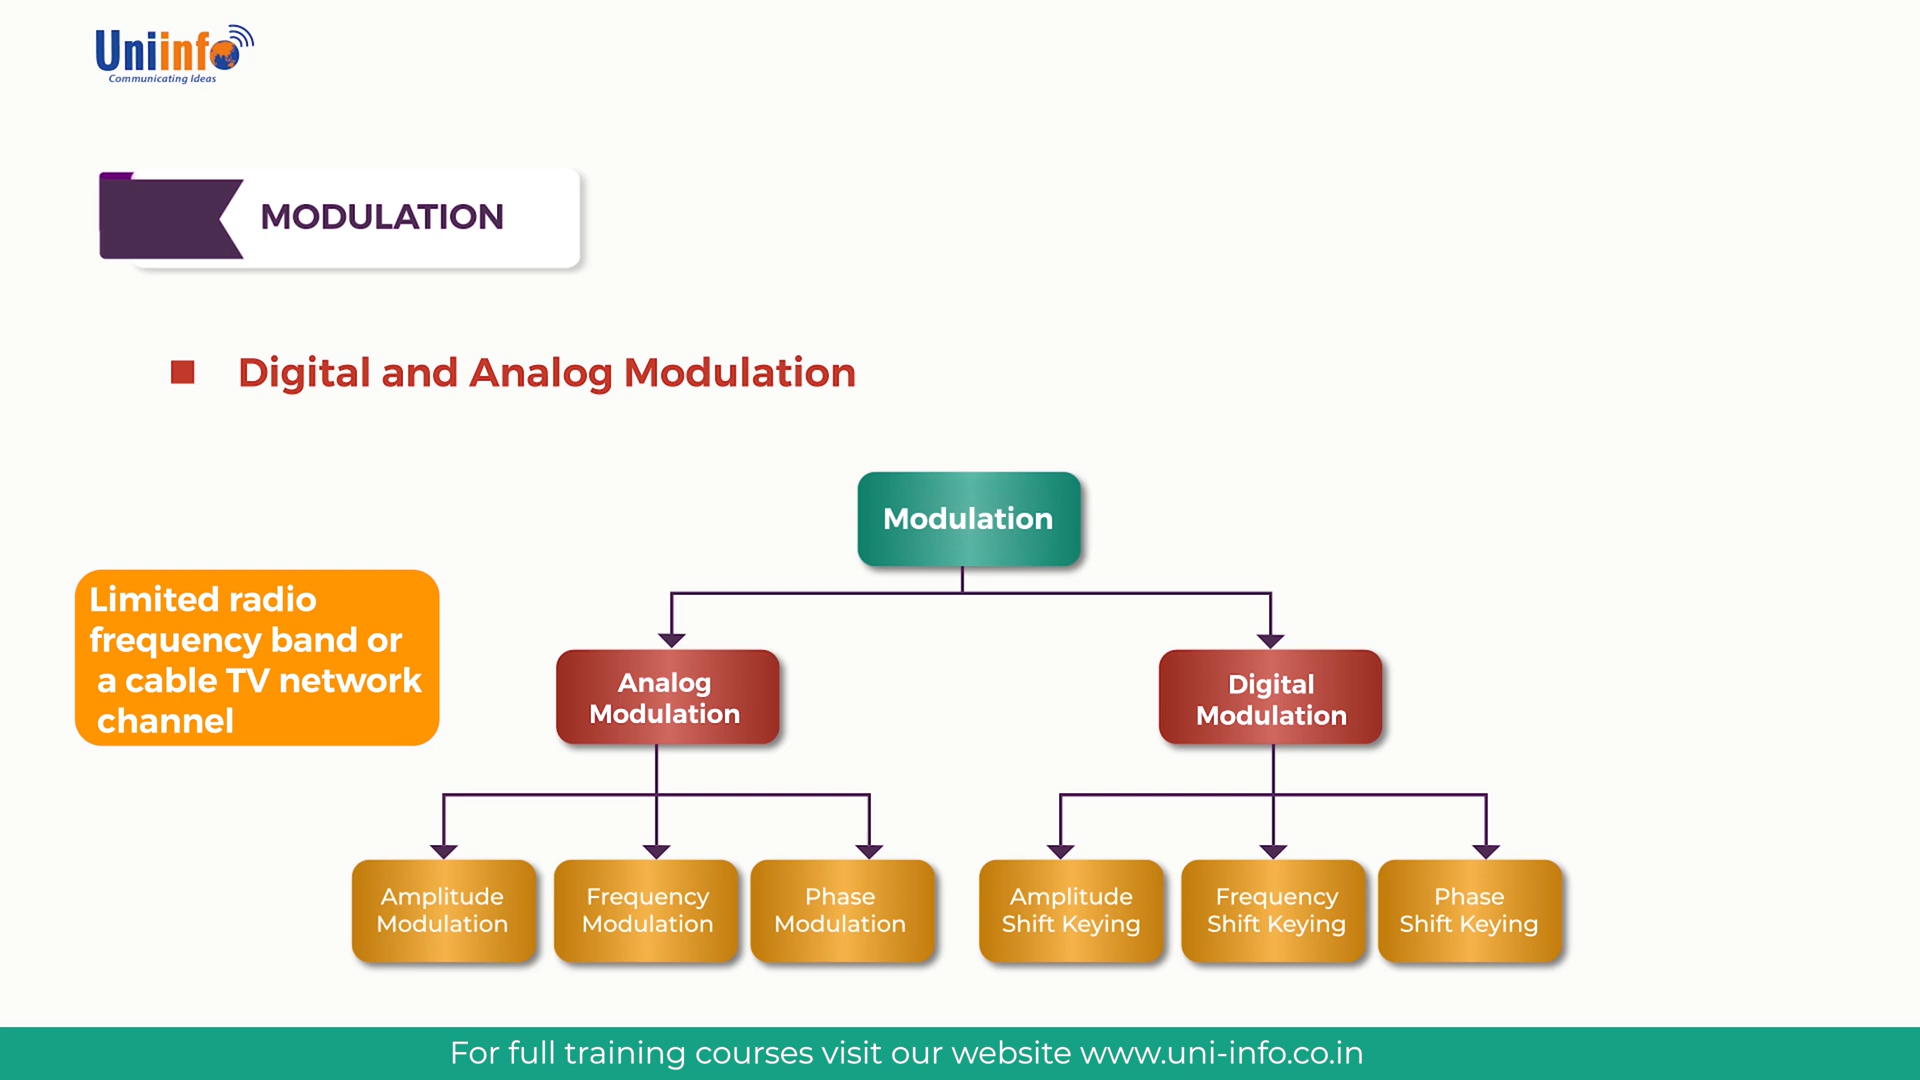 Uniinfo
Communicating Ideas
MODULATION
Digital and Analog Modulation
Modulation
Limited radio
frequency band or
a cable TV network
channel
Analog
Modulation
Digital
Modulation
Amplitude
Modulation
Frequency
Modulation
Phase
Modulation
Amplitude
Shift Keying
Frequency
Shift Keying
Phase
Shift Keying
For full training courses visit our website www.uni-info.co.in